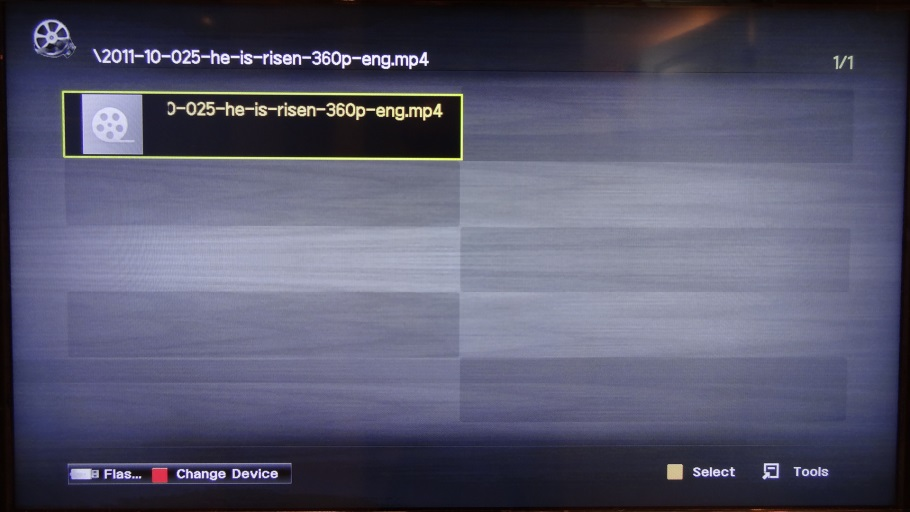 \2011-10-025-he-is-risen-360p-eng.mp4
1/1
0-025-he-is-risen-360p-eng.mp4
Flas... Change Device
Select Tools